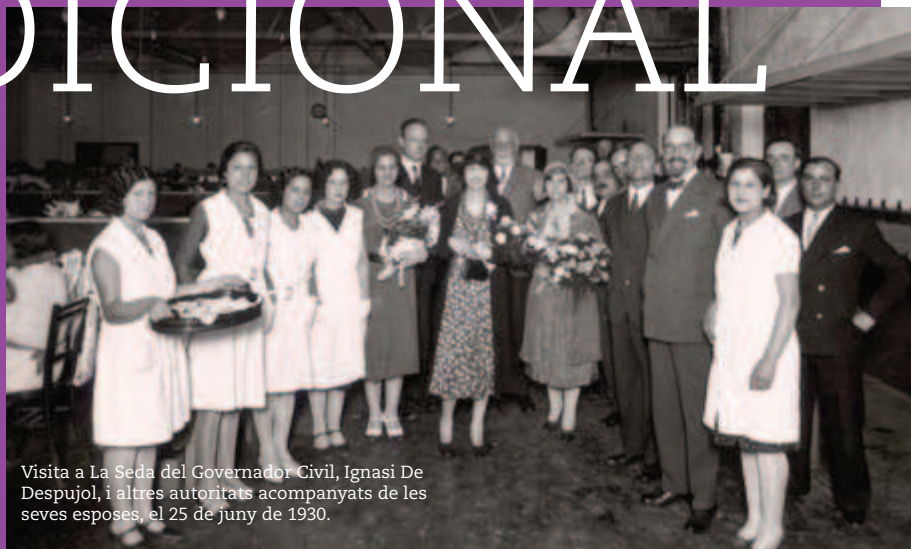 DICIONAL
Visita a La Seda del Governador Civil, Ignasi De
Despujol, i altres autoritats acompanyats de les
seves esposes, el 25 de juny de 1930.